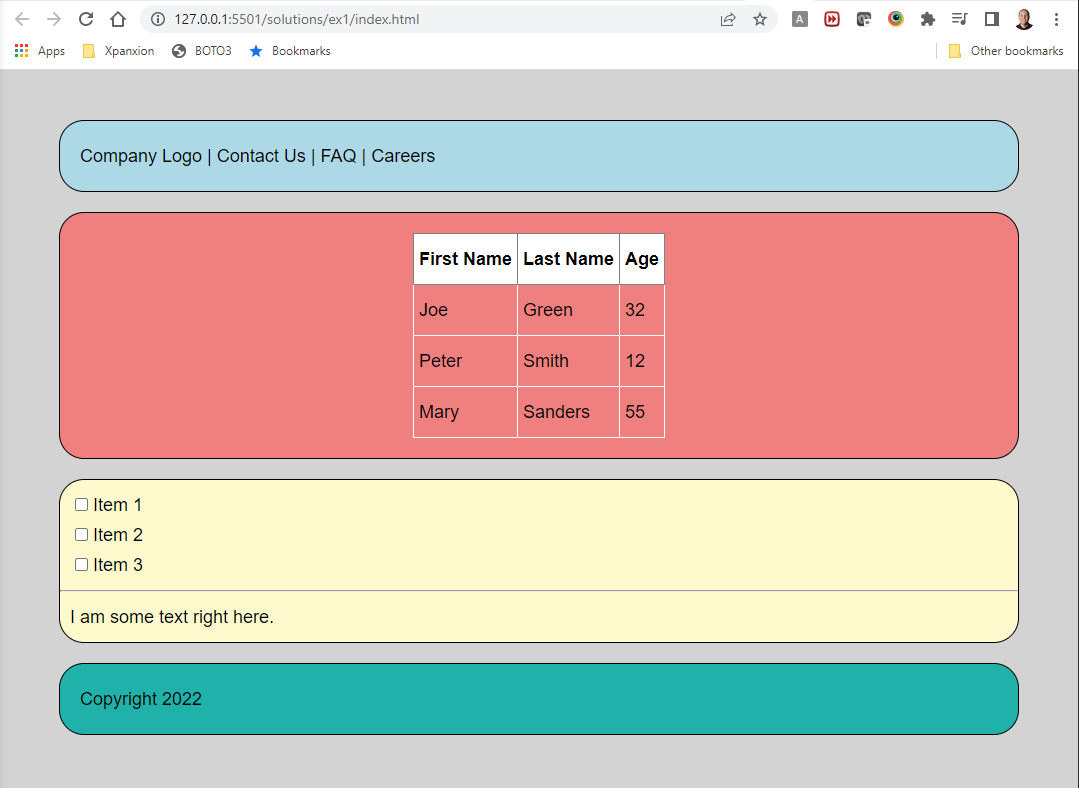 127.0.0.1:5501/solutions/ex1/index.html
A
Apps Xpanxion BOTO3 Bookmarks Other bookmarks
Company Logo | Contact Us | FAQ | Careers
First Name Last Name Age
Joe Green 32
Peter Smith 12
Mary Sanders 55
Item 1
Item 2
Item 3
I am some text right here.
Copyright 2022